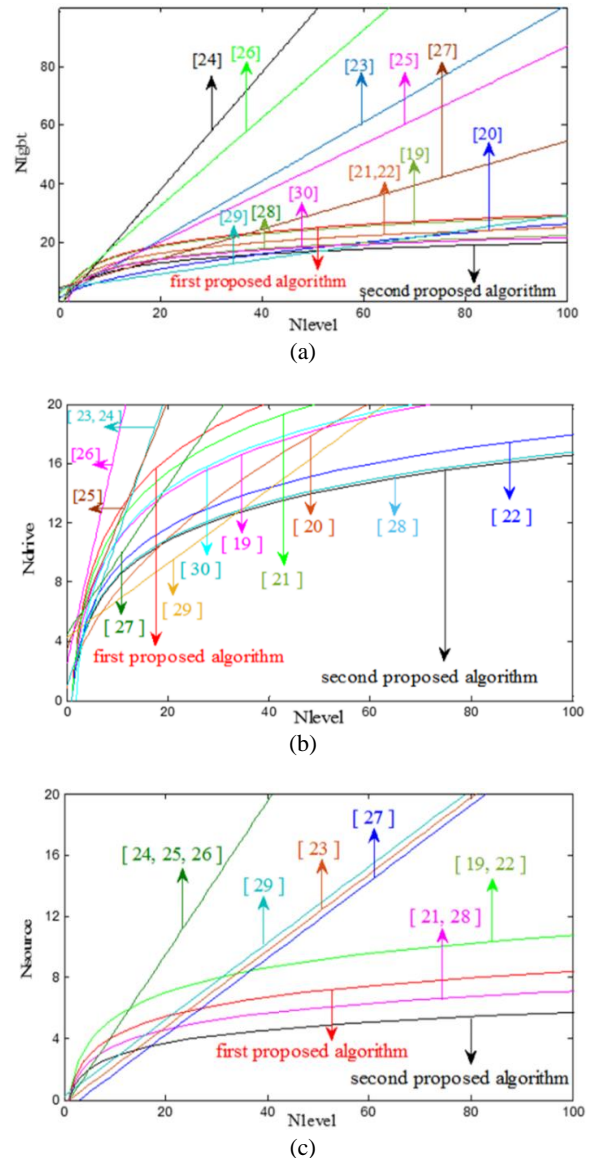 80
60
40
20
NIgbt
[24]
[26]
[23]
[25]
[27]
[20]
[21,22]
[19]
[30]
[29]
[28]
first proposed algorithm
second proposed algorithm
0
20
40
60
80
100
Nlevel
(a)
20
16
12
8
4
0
Ndrive
[ 23, 24 ]
[26]
[25]
[ 22 ]
[ 28 ]
[ 20 ]
[ 19 ]
[ 30 ]
[ 21 ]
[ 29 ]
[ 27 ]
first proposed algorithm
second proposed algorithm
0
20
40
60
80
100
Nlevel
(b)
20
16
12
8
4
0
Nsource
[ 27 ]
[ 24, 25, 26 ]
[ 23 ]
[ 29 ]
[ 19, 22 ]
[ 21, 28 ]
first proposed algorithm
second proposed algorithm
0
20
40
60
80
100
Nlevel
(c)